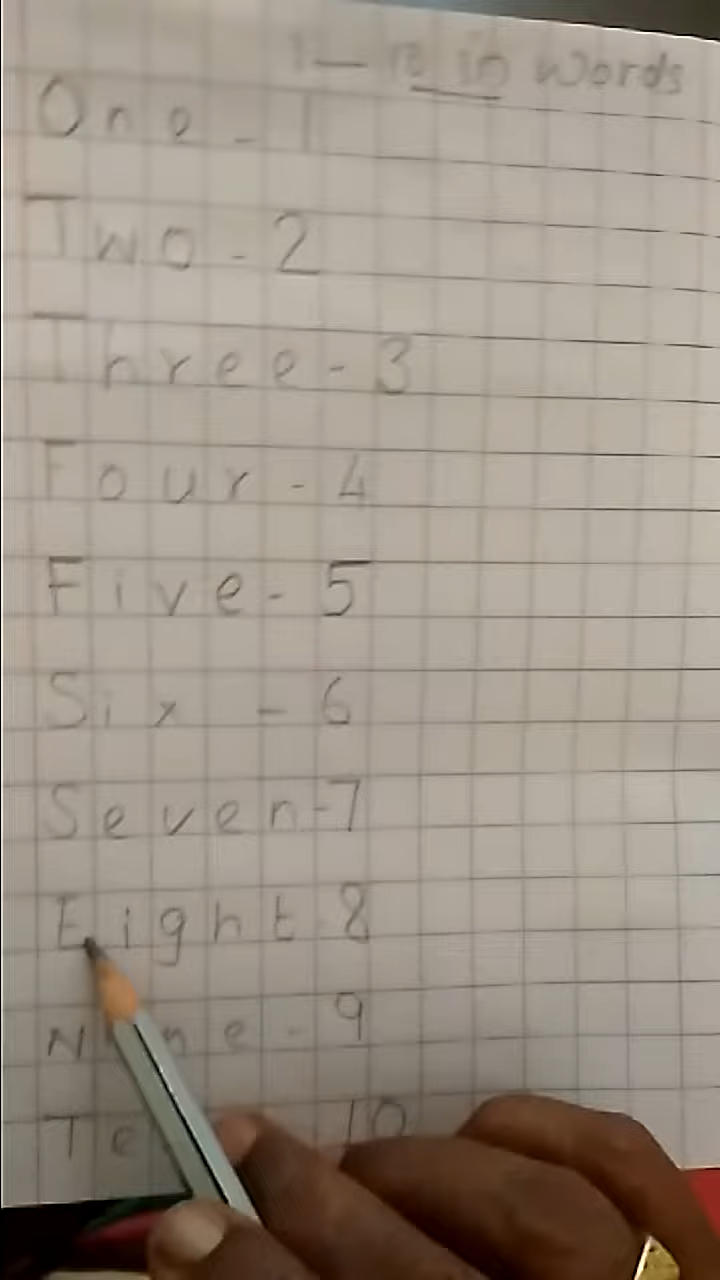 1 — 10 in words
One - 1
Two - 2
Three - 3
Four - 4
Five - 5
Six - 6
Seven-7
Eight 8
- 9
10